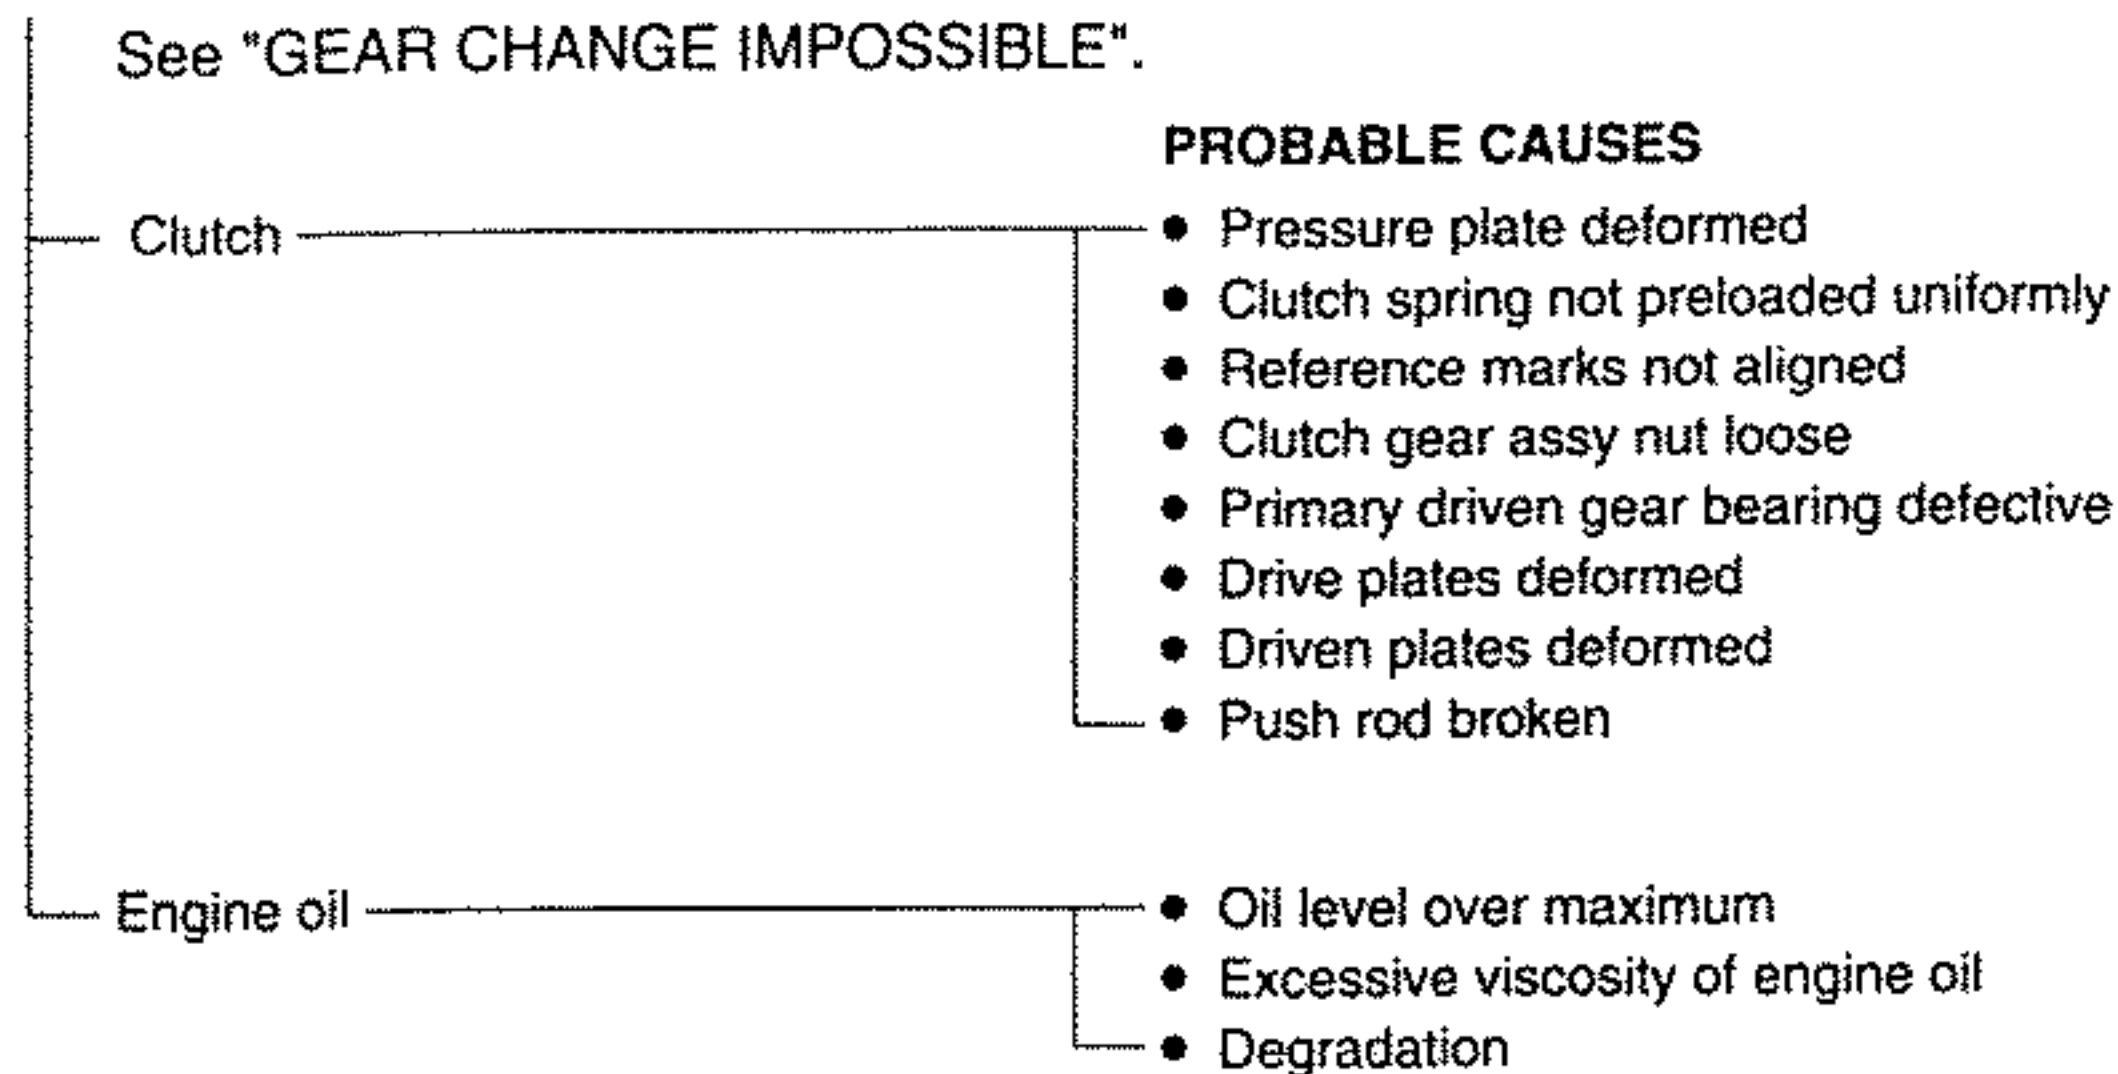 See "GEAR CHANGE IMPOSSIBLE".
PROBABLE CAUSES
Clutch
● Pressure plate deformed
● Clutch spring not preloaded uniformly
● Reference marks not aligned
● Clutch gear assy nut loose
● Primary driven gear bearing defective
● Drive plates deformed
● Driven plates deformed
● Push rod broken
Engine oil
● Oil level over maximum
● Excessive viscosity of engine oil
● Degradation